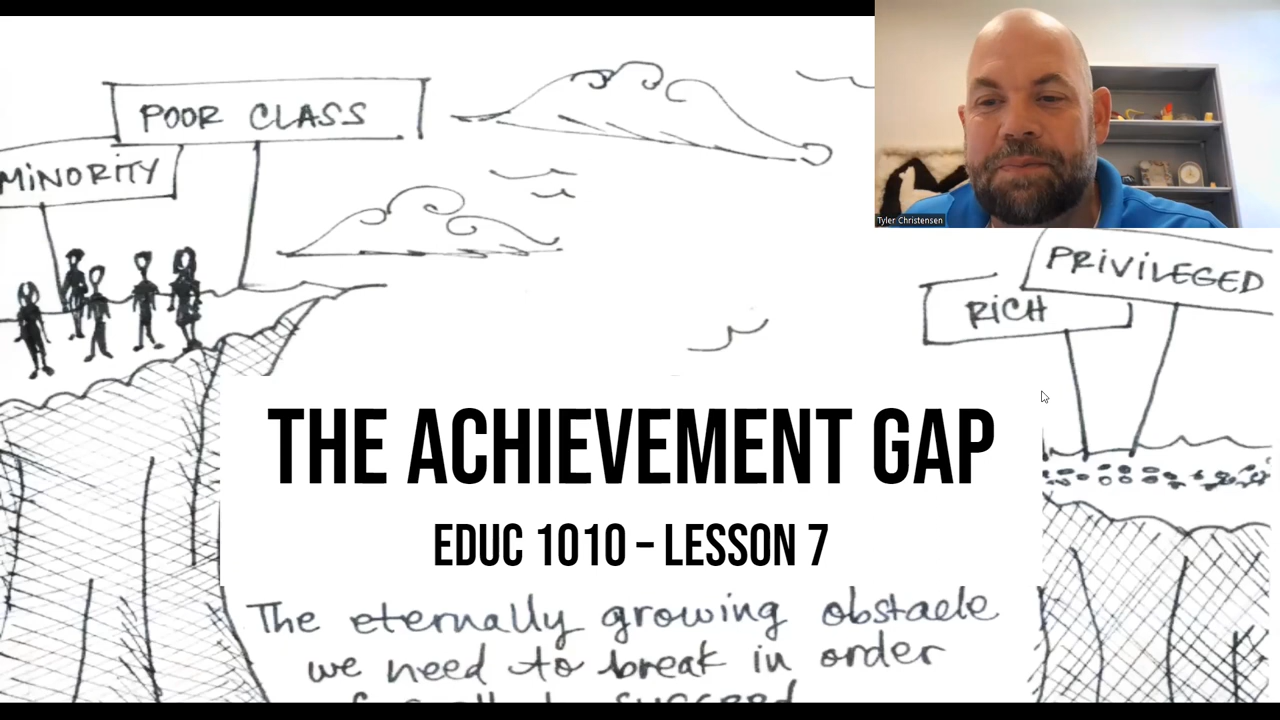 POOR CLASS
MINORITY
Tyler Christensen
PRIVILEGED
RICH
THE ACHIEVEMENT GAP
EDUC 1010 – LESSON 7
The eternally growing obstacle
we need to break in order
succeed